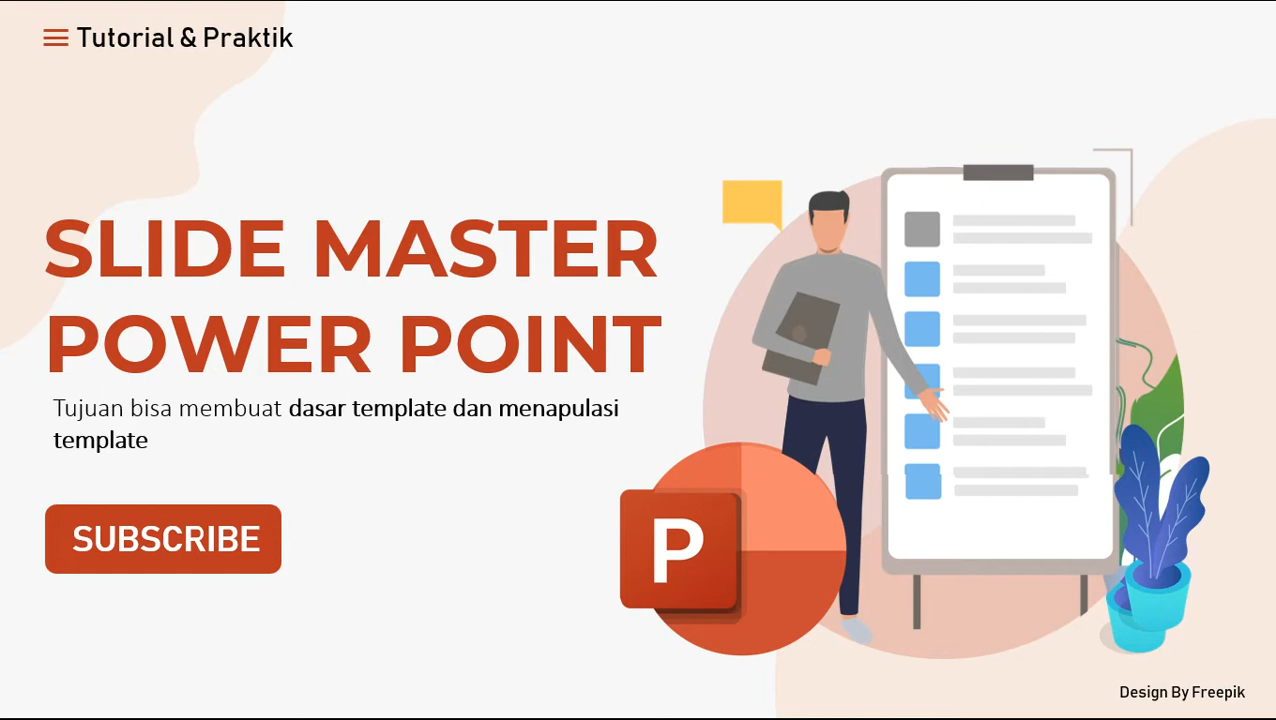 Tutorial & Praktik
SLIDE MASTER
POWER POINT
Tujuan bisa membuat dasar template dan menapulasi
template
SUBSCRIBE
P
Design By Freepik